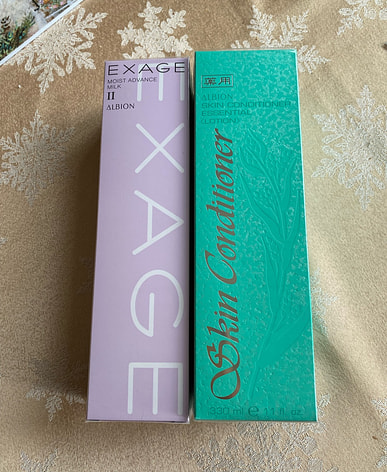 EXAGE
MOIST ADVANCE
MILK
II
ALBION
EXAGE
薬用
ALBION
SKIN CONDITIONER
ESSENTIAL
(LOTION)
Skin Conditioner
330 ml e 11 fl. oz.